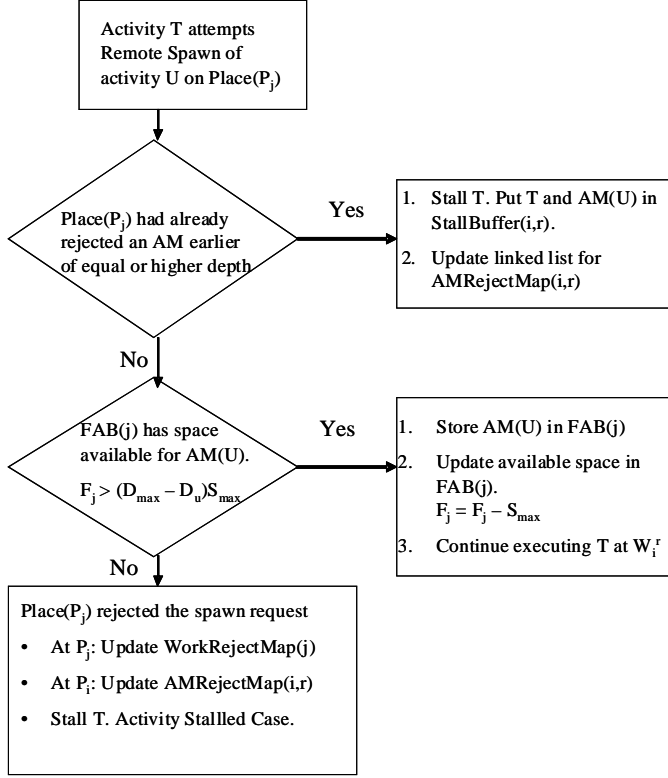 Activity T attempts
Remote Spawn of
activity U on Place(Pj)
Place(Pj) had already
rejected an AM earlier
of equal or higher depth
Yes
1. Stall T. Put T and AM(U) in
StallBuffer(i,r).
2. Update linked list for
AMRejectMap(i,r)
No
FAB(j) has space
available for AM(U).
Fj > (Dmax – Du)Smax
Yes
1. Store AM(U) in FAB(j)
2. Update available space in
FAB(j).
Fj = Fj – Smax
3. Continue executing T at Wi^r
No
Place(Pj) rejected the spawn request
• At Pj: Update WorkRejectMap(j)
• At Pi: Update AMRejectMap(i,r)
• Stall T. Activity Stallled Case.